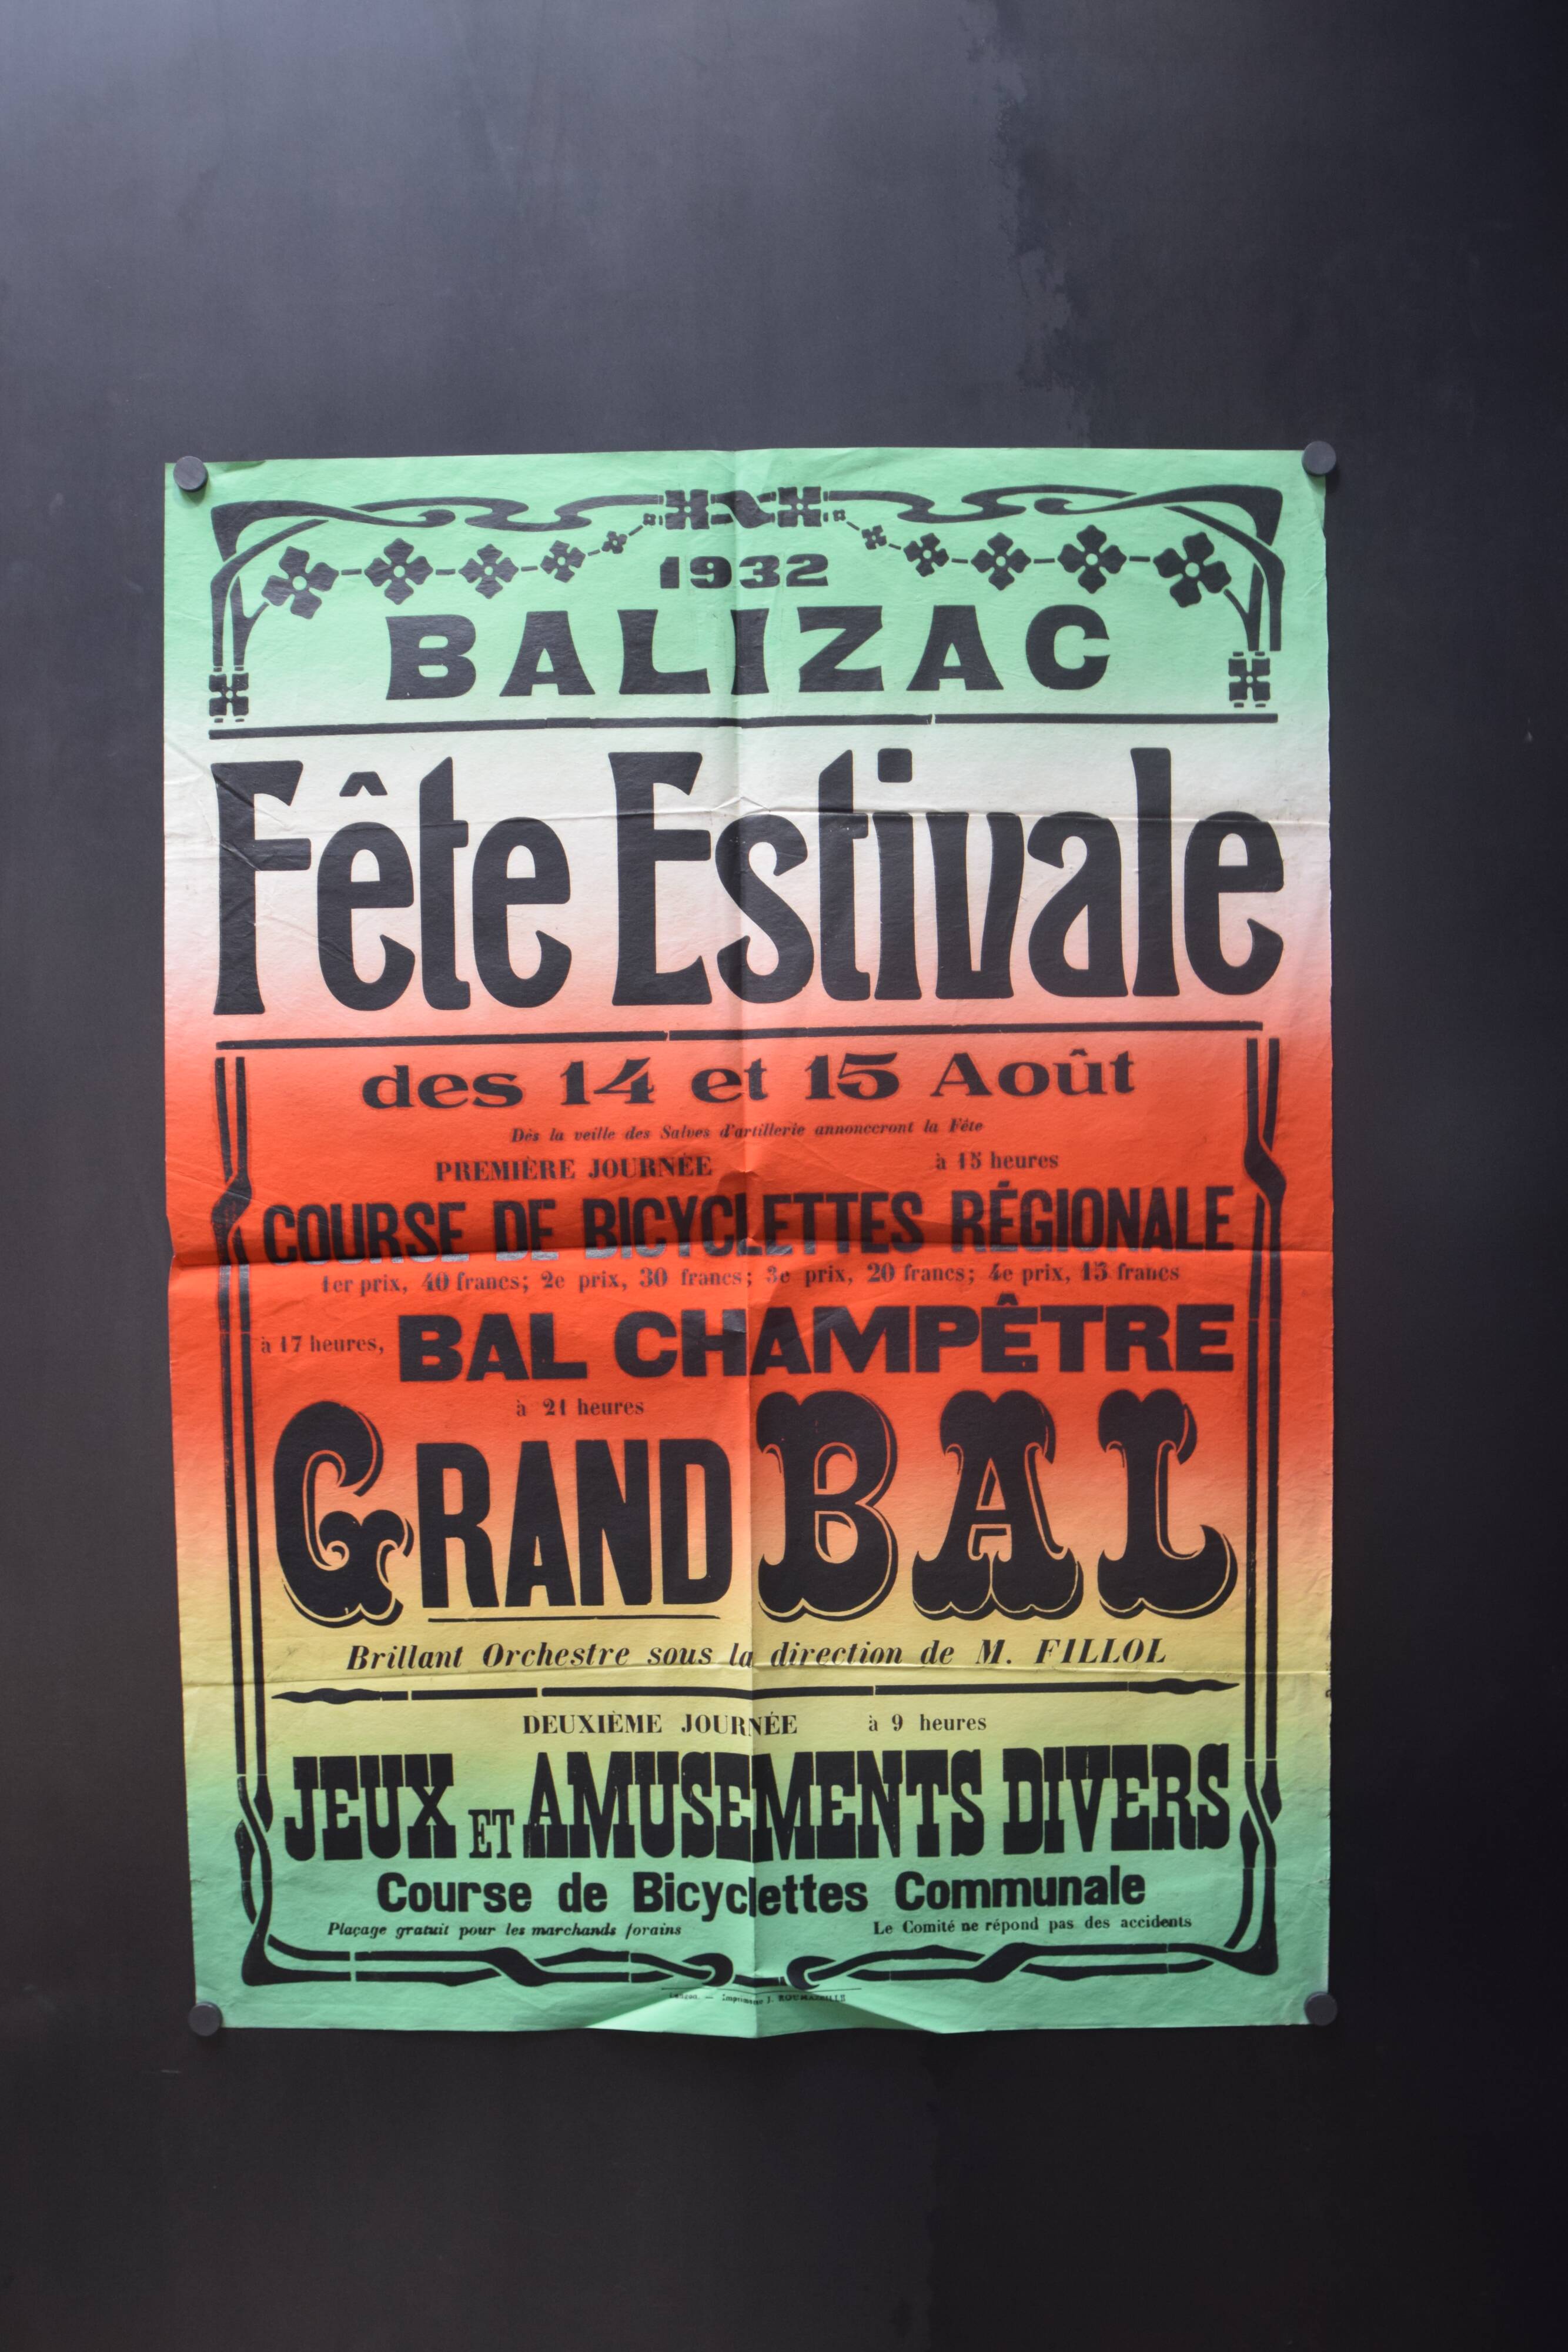 1932
BALIZAC
Fête Estivale
des 14 et 15 Août
Dès la veille des Salves d'artillerie annonceront la Fête
PREMIÈRE JOURNÉE à 15 heures
COURSE DE BICYCLETTES RÉGIONALE
1er prix, 40 francs; 2e prix, 30 francs; 3e prix, 20 francs; 4e prix, 15 francs
à 17 heures, BAL CHAMPÊTRE
à 21 heures
GRAND BAL
Brillant Orchestre sous la direction de M. FILLOL
DEUXIÈME JOURNÉE à 9 heures
JEUX ET AMUSEMENTS DIVERS
Course de Bicyclettes Communale
Plaçage gratuit pour les marchands forains Le Comité ne répond pas des accidents
— Imprimerie J.